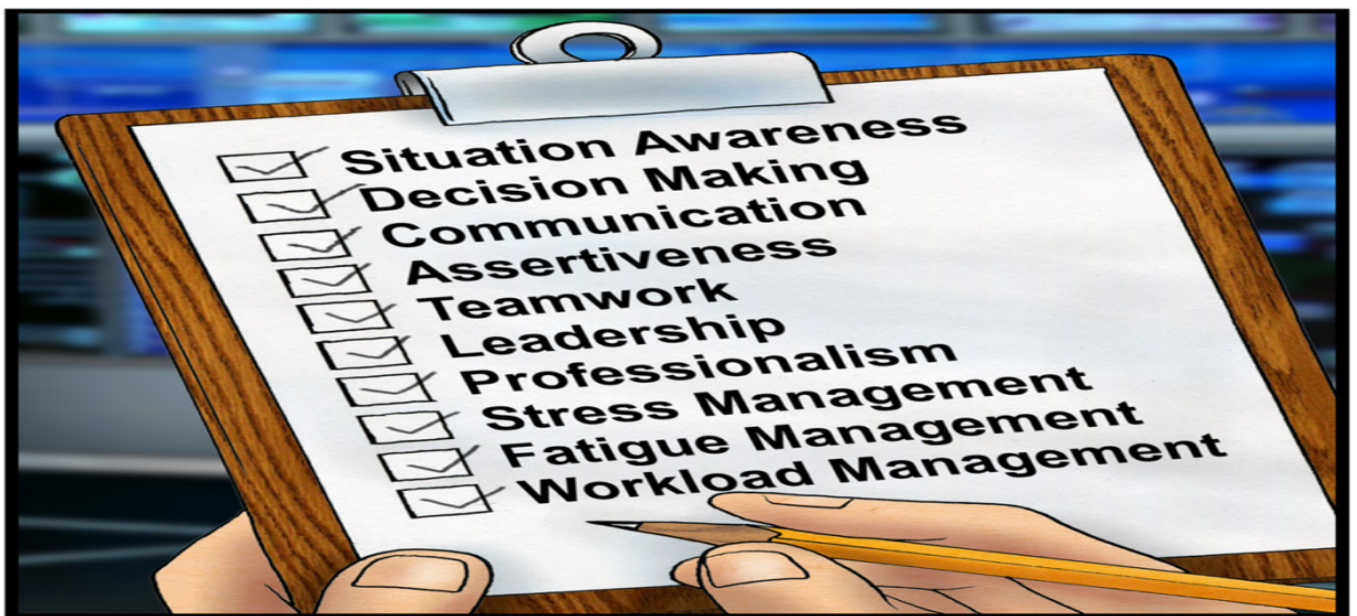 Situation Awareness
Decision Making
Communication
Assertiveness
Teamwork
Leadership
Professionalism
Stress Management
Fatigue Management
Workload Management